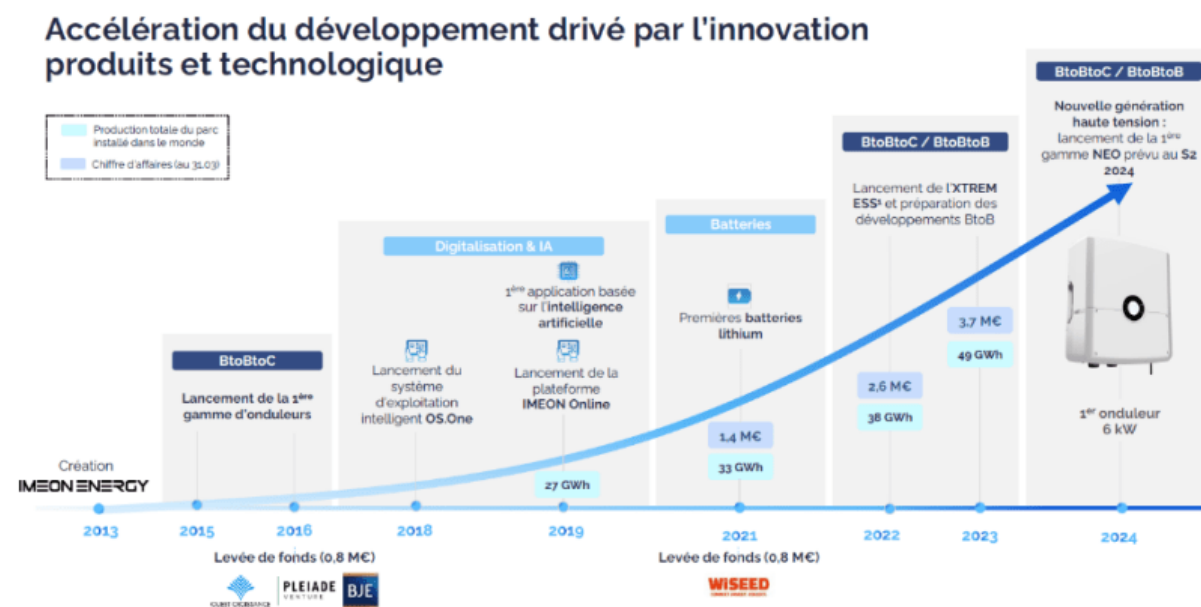 Accélération du développement drivé par l'innovation
produits et technologique
Production totale du parc
installé dans le monde
Chiffre d'affaires (au 31.03)
Création
IMEON ENERGY
BtoBtoC
Lancement de la 1ère
gamme d'onduleurs
Digitalisation & IA
Lancement du
système
d'exploitation
intelligent OS.One
1ère application basée
sur l'intelligence
artificielle
Lancement de la
plateforme
IMEON Online
27 GWh
Batteries
Premières batteries
lithium
1,4 M€
33 GWh
BtoBtoC / BtoBtoB
Lancement de l'XTREM
ESS¹ et préparation des
développements BtoB
2,6 M€
38 GWh
3,7 M€
49 GWh
BtoBtoC / BtoBtoB
Nouvelle génération
haute tension :
lancement de la 1ère
gamme NEO prévu au S2
2024
1er onduleur
6 kW
2013
2015
2016
2018
2019
2021
2022
2023
2024
Levée de fonds (0,8 M€)
PLEIADE
VENTURE
BJE
Levée de fonds (0,8 M€)
WiSEED